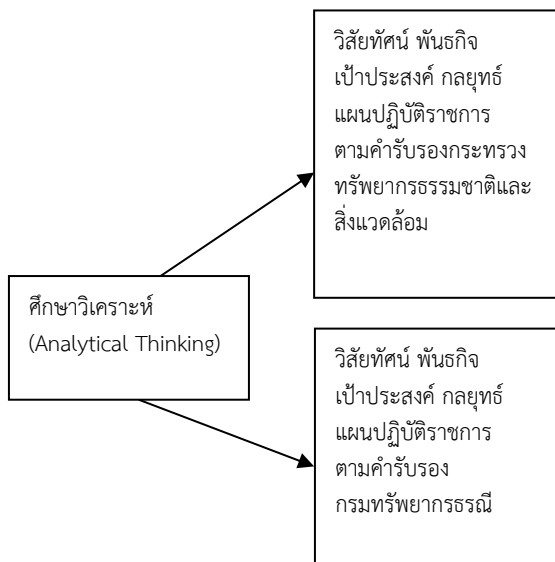 วิสัยทัศน์ พันธกิจ
เป้าประสงค์ กลยุทธ์
แผนปฏิบัติราชการ
ตามคำรับรองกระทรวง
ทรัพยากรธรรมชาติและ
สิ่งแวดล้อม
ศึกษาวิเคราะห์
(Analytical Thinking)
วิสัยทัศน์ พันธกิจ
เป้าประสงค์ กลยุทธ์
แผนปฏิบัติราชการ
ตามคำรับรอง
กรมทรัพยากรธรณี